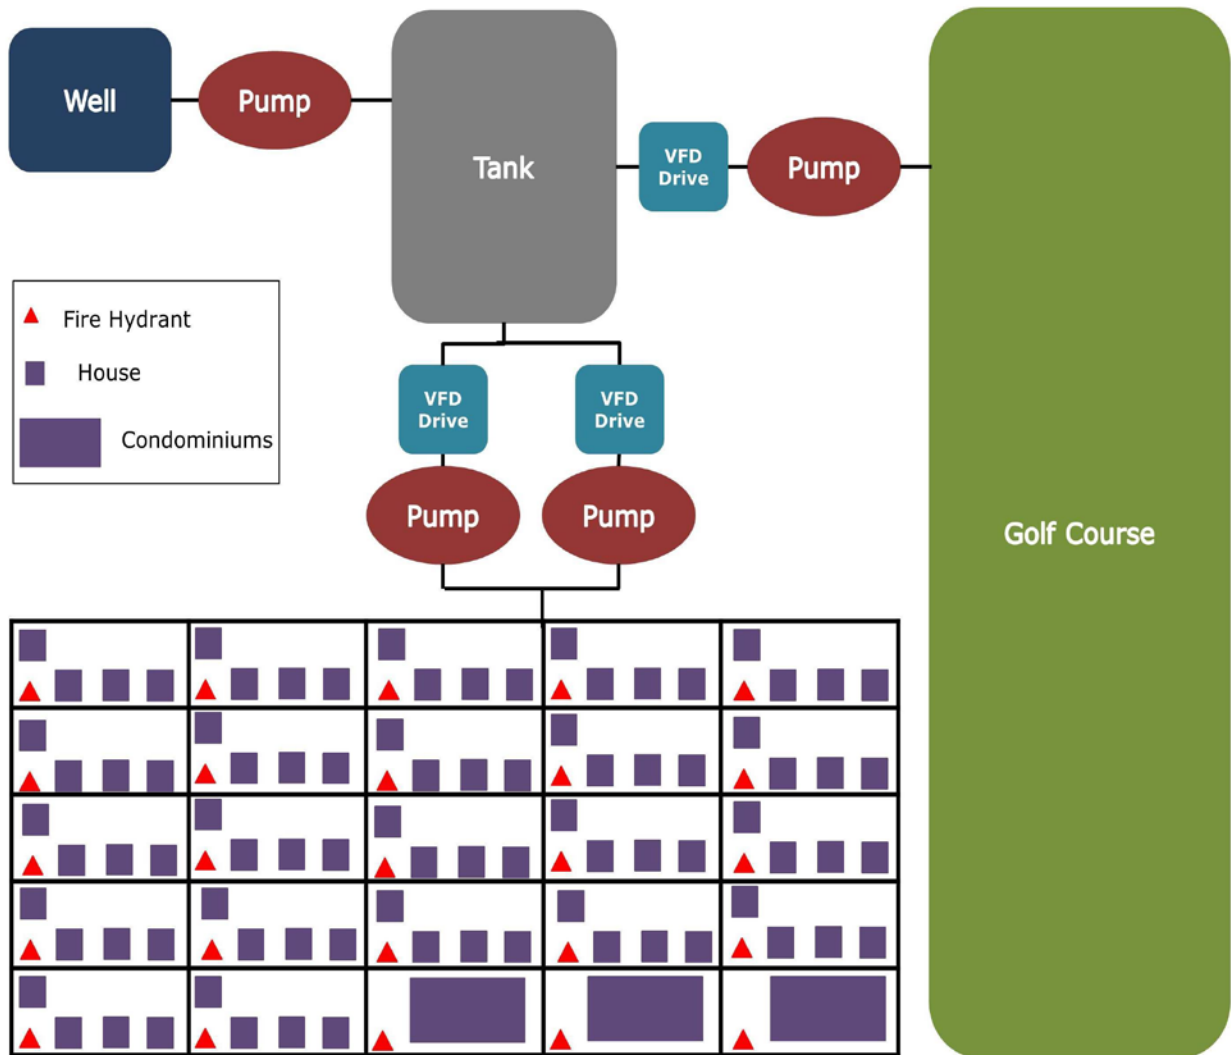 Well
Pump
Tank
VFD
Drive
Pump
Fire Hydrant
House
Condominiums
VFD
Drive
VFD
Drive
Pump
Pump
Golf Course